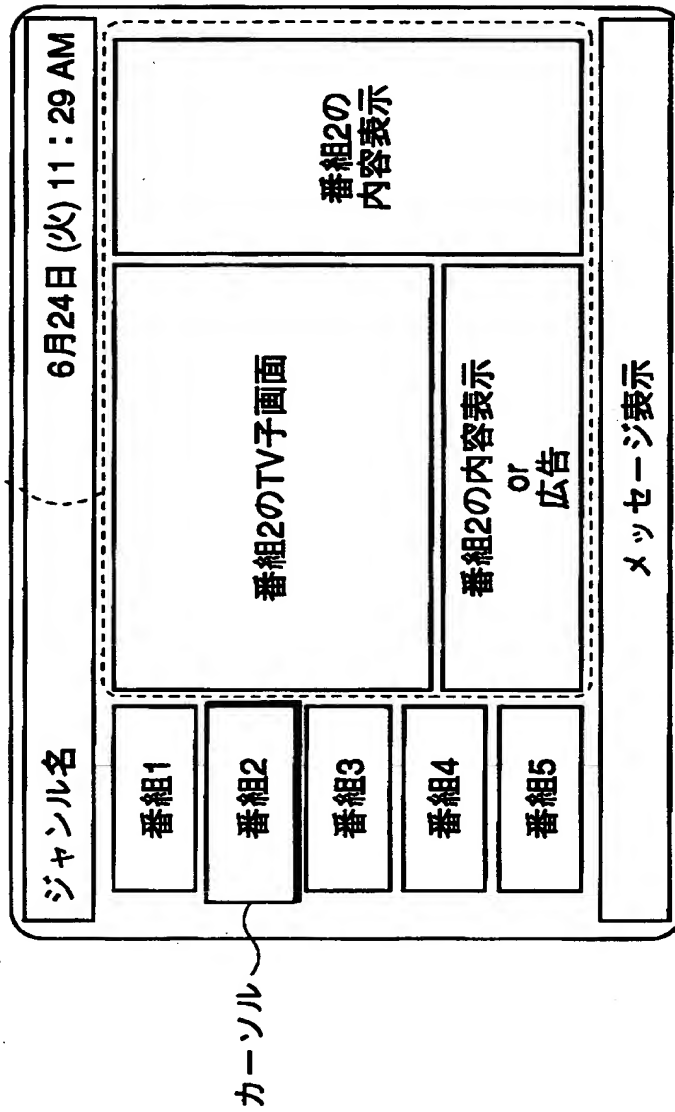 ジャンル名
6月24日 (火) 11：29 AM
番組1
番組2
番組3
番組4
番組5
カーソル
番組2のTV子画面
番組2の内容表示
or
広告
番組2の
内容表示
メッセージ表示